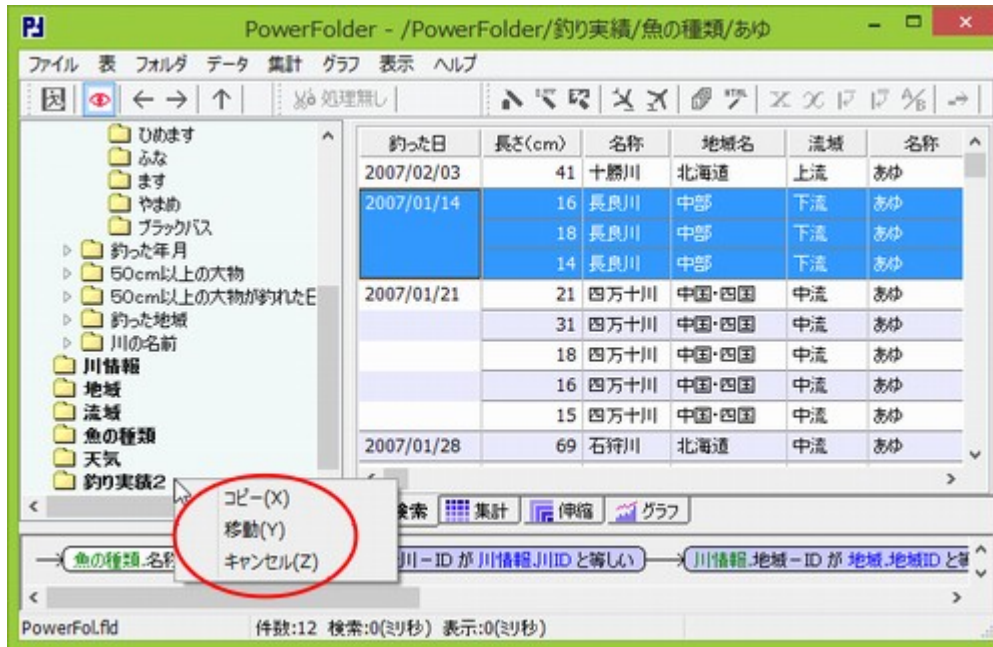 PowerFolder - /PowerFolder/釣り実績/魚の種類/あゆ
ファイル 表 フォルダ データ 集計 グラフ 表示 ヘルプ
処理無し
ひめます
ふな
ます
やまめ
ブラックバス
釣った年月
50cm以上の大物
50cm以上の大物が釣れたE
釣った地域
川の名前
川情報
地域
流域
魚の種類
天気
釣り実績2
釣った日 長さ(cm) 名称 地域名 流域 名称
2007/02/03 41 十勝川 北海道 上流 あゆ
2007/01/14 16 長良川 中部 下流 あゆ
18 長良川 中部 下流 あゆ
14 長良川 中部 下流 あゆ
2007/01/21 21 四万十川 中国・四国 中流 あゆ
31 四万十川 中国・四国 中流 あゆ
18 四万十川 中国・四国 中流 あゆ
16 四万十川 中国・四国 中流 あゆ
15 四万十川 中国・四国 中流 あゆ
2007/01/28 69 石狩川 北海道 中流 あゆ
コピー(X)
移動(Y)
キャンセル(Z)
検索 集計 伸縮 グラフ
魚の種類.名称 川-ID が 川情報.川ID と等しい 川情報.地域-ID が 地域.地域ID と等
PowerFol.fld 件数:12 検索:0(ミリ秒) 表示:0(ミリ秒)